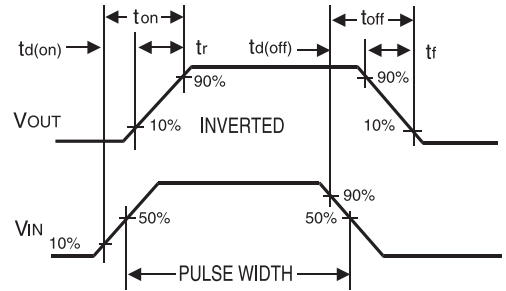 ton toff
td(on) tr td(off) tf
90% 90%
VOUT 10% INVERTED 10%
90%
VIN 10% 50% 50%
PULSE WIDTH